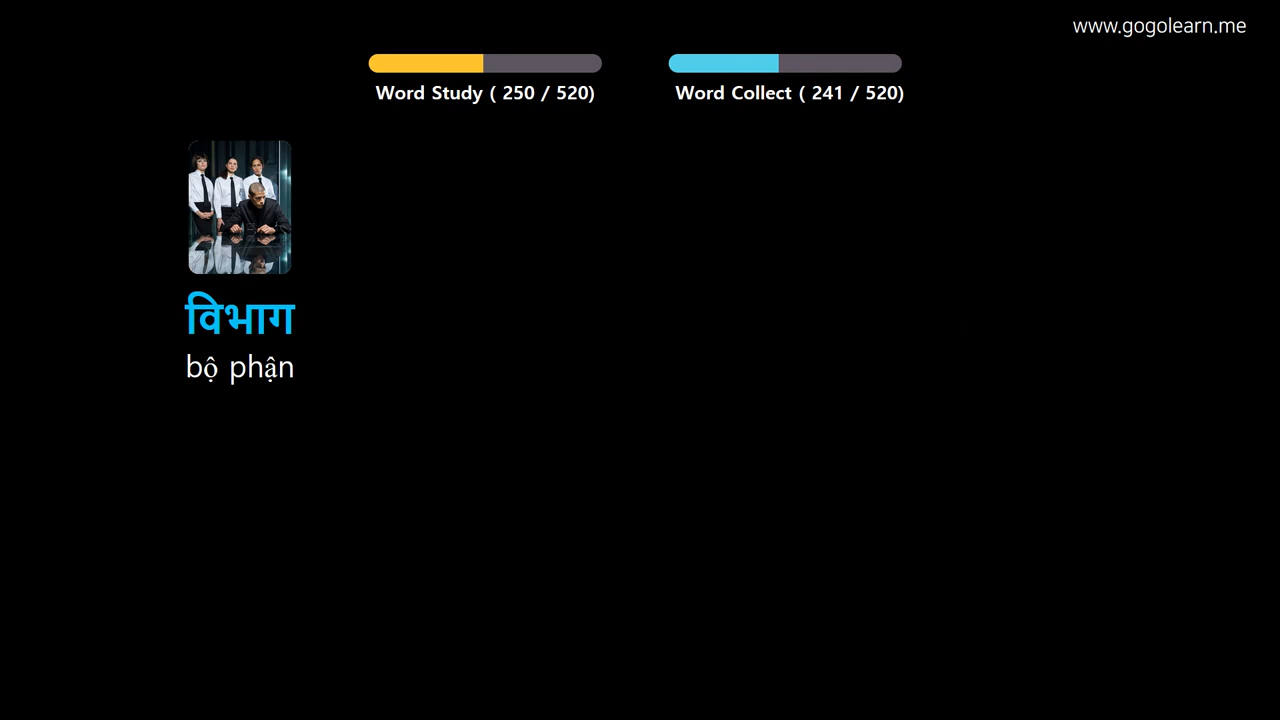 www.gogolearn.me
Word Study ( 250 / 520)
Word Collect ( 241 / 520)
विभाग
bộ phận